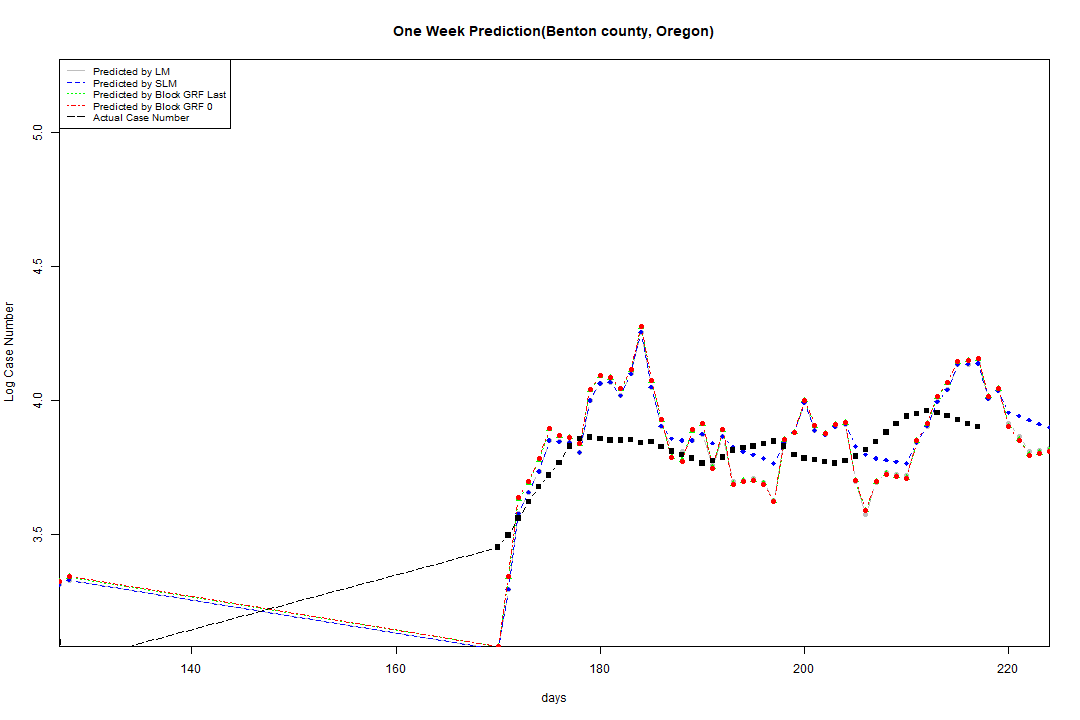 One Week Prediction(Benton county, Oregon)
Predicted by LM
Predicted by SLM
Predicted by Block GRF Last
Predicted by Block GRF 0
Actual Case Number
5.0
4.5
4.0
3.5
Log Case Number
140 160 180 200 220
days